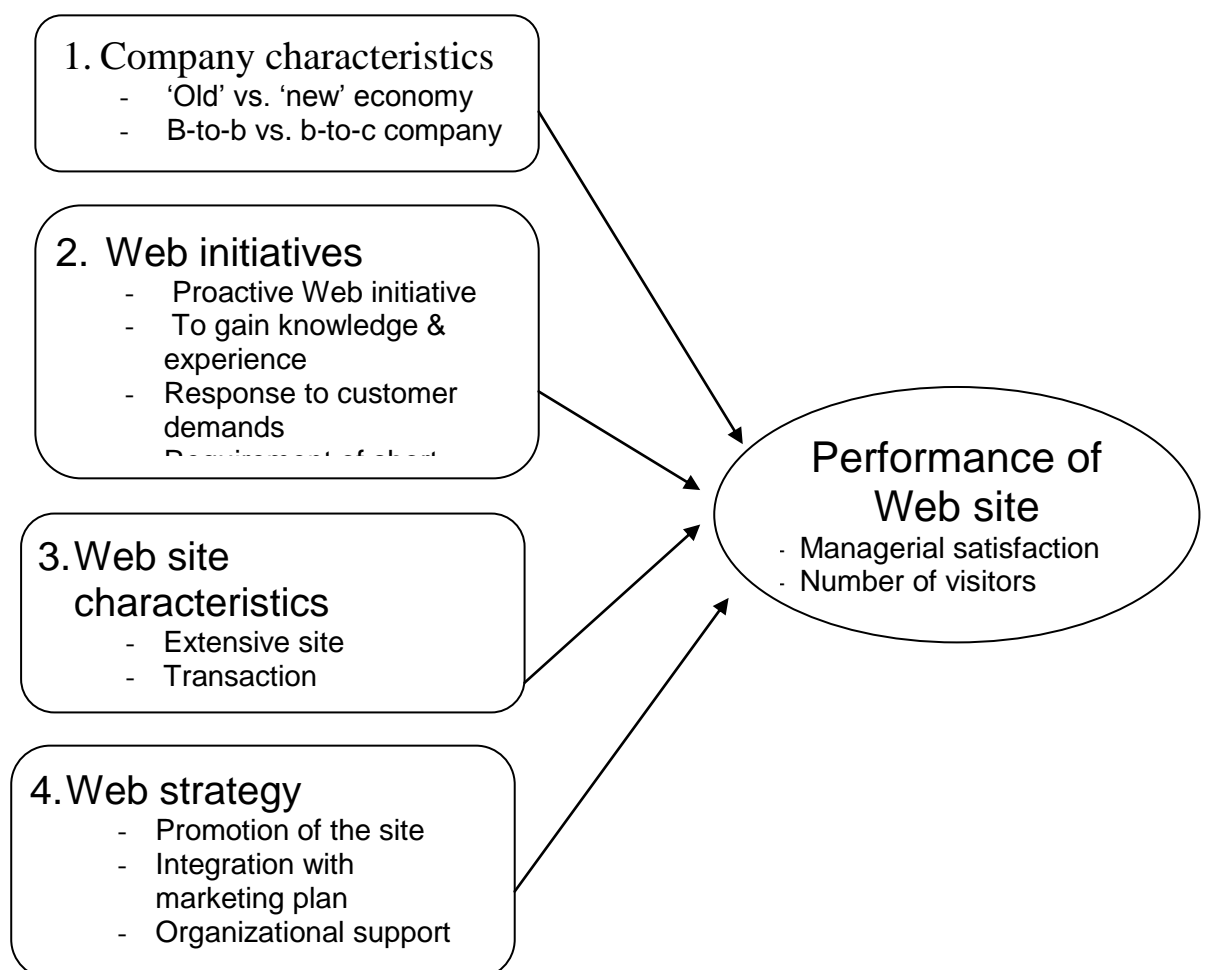 1. Company characteristics
- ‘Old’ vs. ‘new’ economy
- B-to-b vs. b-to-c company
2. Web initiatives
- Proactive Web initiative
- To gain knowledge &
experience
- Response to customer
demands
3. Web site
characteristics
- Extensive site
- Transaction
4. Web strategy
- Promotion of the site
- Integration with
marketing plan
- Organizational support
Performance of
Web site
- Managerial satisfaction
- Number of visitors